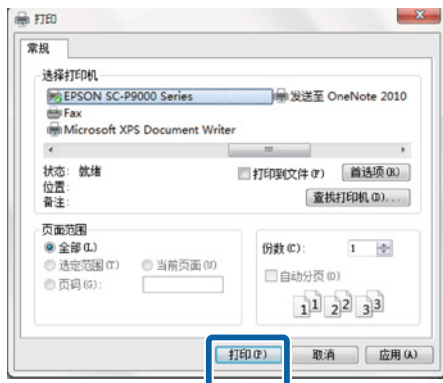 打印
常规
选择打印机
EPSON SC-P9000 Series
发送至 OneNote 2010
Fax
Microsoft XPS Document Writer
状态: 就绪
打印到文件(F)
首选项(R)
位置:
备注:
查找打印机(D)...
页面范围
全部(L)
选定范围(T)
当前页面(U)
页码(G):
份数(C):
1
自动分页(O)
1 1 2 2 3 3
打印(P)
取消
应用(A)